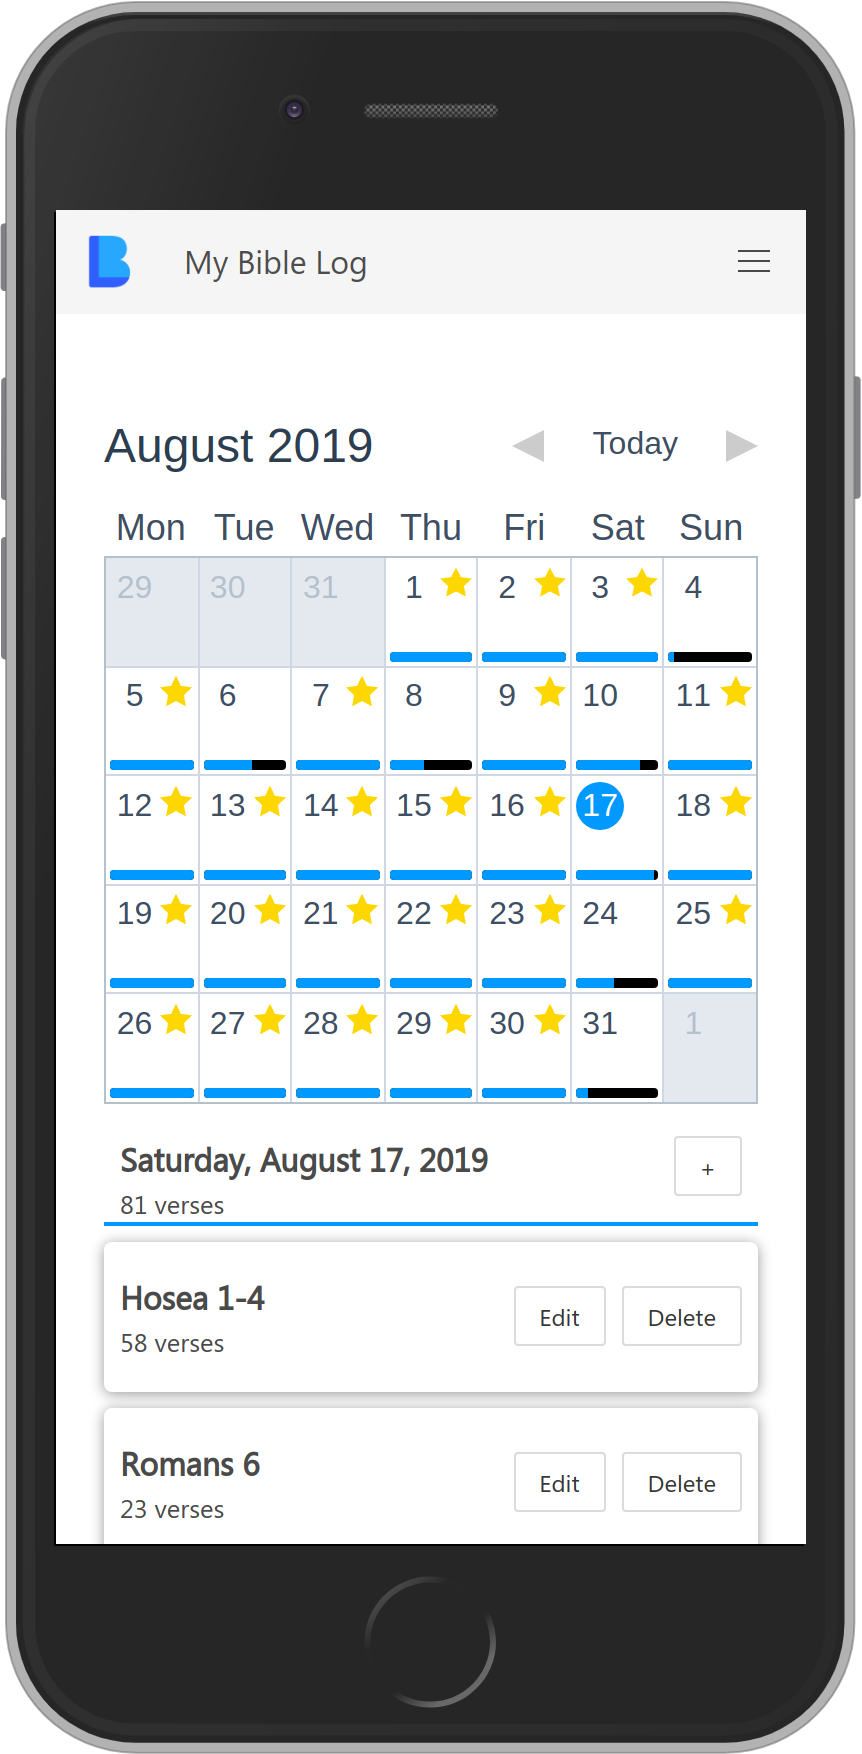 My Bible Log
August 2019
Today
Mon Tue Wed Thu Fri Sat Sun
29 30 31 1 2 3 4
5 6 7 8 9 10 11
12 13 14 15 16 17 18
19 20 21 22 23 24 25
26 27 28 29 30 31 1
Saturday, August 17, 2019
+
81 verses
Hosea 1-4
Edit Delete
58 verses
Romans 6
Edit Delete
23 verses